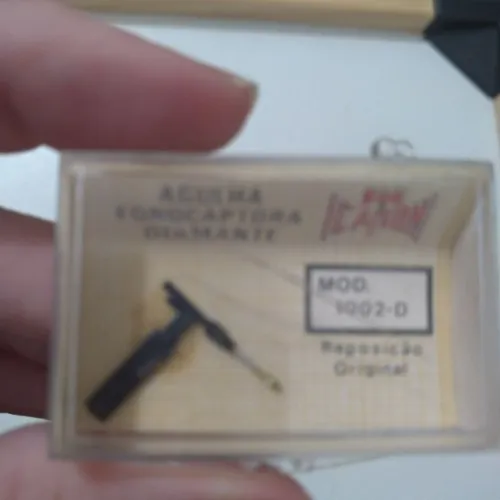 AGULHA
FONOCAPTORA
DIAMANTE
MOD.
1002-D
Reposição
Original